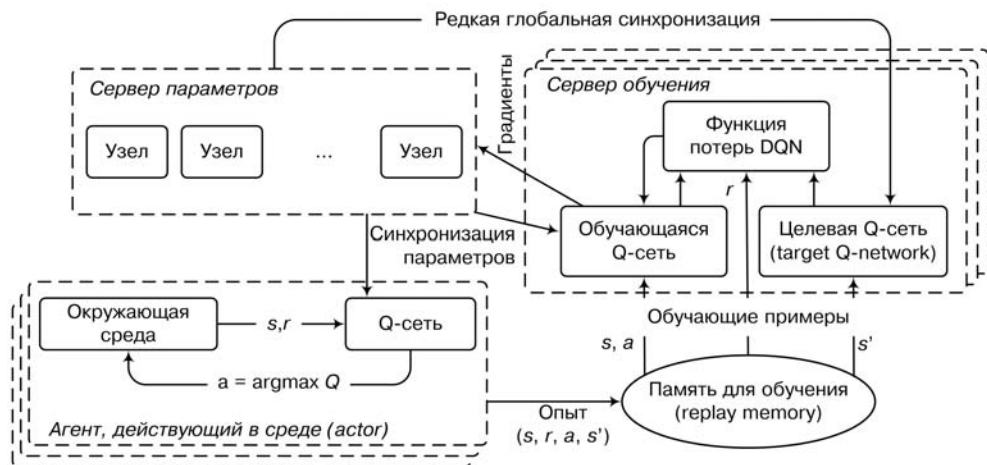 Редкая глобальная синхронизация
Сервер параметров
Узел
Узел
...
Узел
Градиенты
Сервер обучения
Функция
потерь DQN
r
Обучающаяся
Q-сеть
Целевая Q-сеть
(target Q-network)
Синхронизация
параметров
Окружающая
среда
s,r
Q-сеть
a = argmax Q
Агент, действующий в среде (actor)
Обучающие примеры
s, a
s'
Опыт
(s, r, a, s')
Память для обучения
(replay memory)